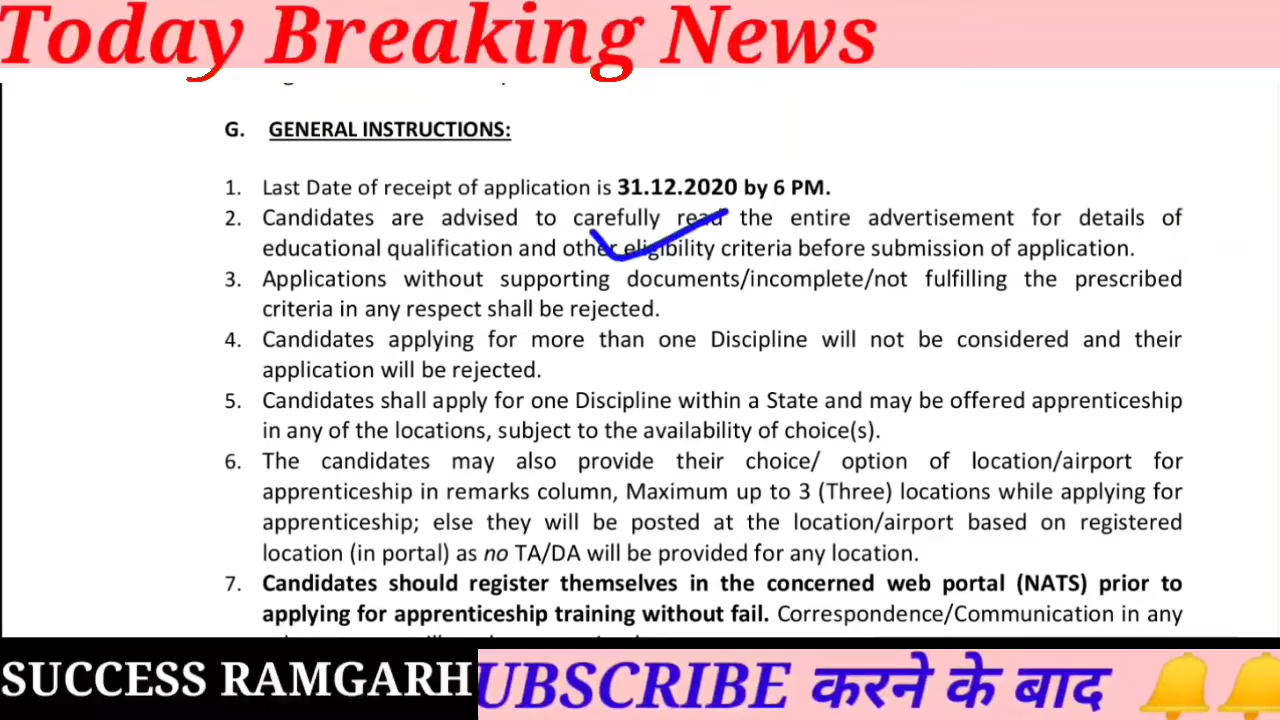 Today Breaking News
G. GENERAL INSTRUCTIONS:
1. Last Date of receipt of application is 31.12.2020 by 6 PM.
2. Candidates are advised to carefully read the entire advertisement for details of
educational qualification and other eligibility criteria before submission of application.
3. Applications without supporting documents/incomplete/not fulfilling the prescribed
criteria in any respect shall be rejected.
4. Candidates applying for more than one Discipline will not be considered and their
application will be rejected.
5. Candidates shall apply for one Discipline within a State and may be offered apprenticeship
in any of the locations, subject to the availability of choice(s).
6. The candidates may also provide their choice/ option of location/airport for
apprenticeship in remarks column, Maximum up to 3 (Three) locations while applying for
apprenticeship; else they will be posted at the location/airport based on registered
location (in portal) as no TA/DA will be provided for any location.
7. Candidates should register themselves in the concerned web portal (NATS) prior to
applying for apprenticeship training without fail. Correspondence/Communication in any
SUCCESS RAMGARH UBSCRIBE करने के बाद